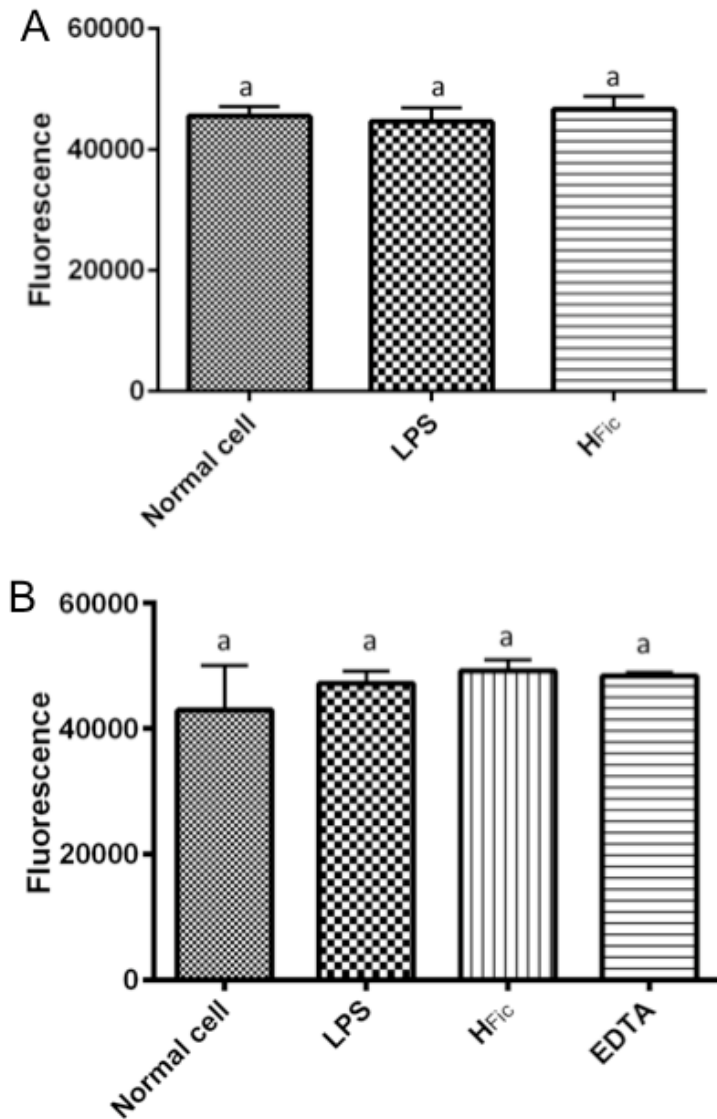 A
60000
40000
20000
0
Fluorescence
a
a
a
Normal cell
LPS
HFic
B
60000
40000
20000
0
Fluorescence
a
a
a
a
Normal cell
LPS
HFic
EDTA